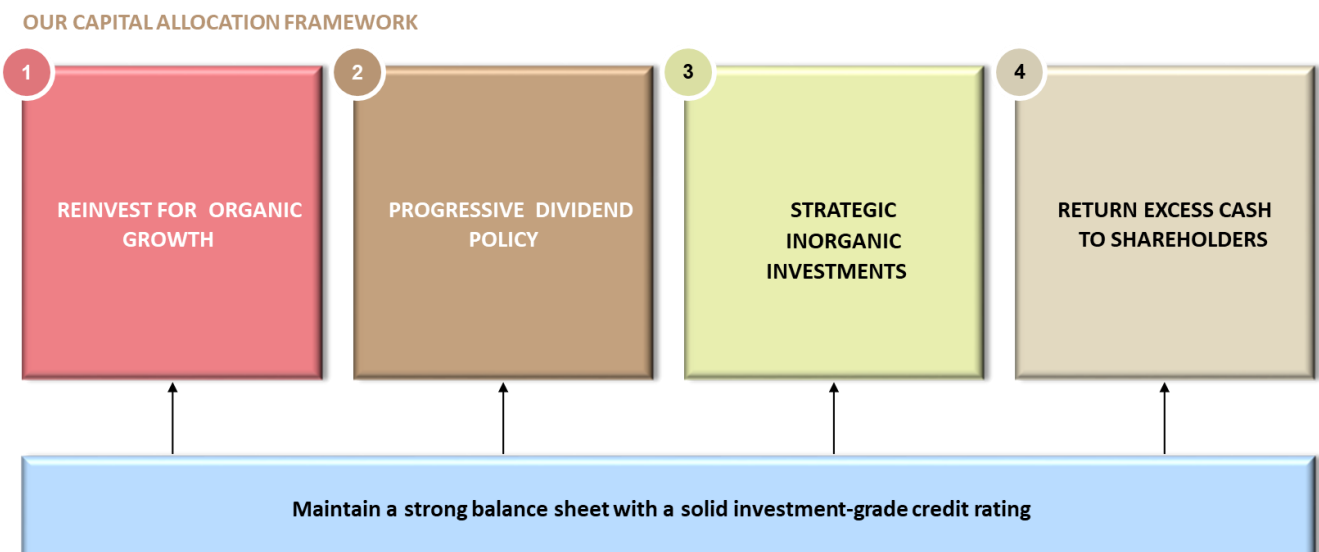 OUR CAPITAL ALLOCATION FRAMEWORK
1
REINVEST FOR ORGANIC
GROWTH
2
PROGRESSIVE DIVIDEND
POLICY
3
STRATEGIC
INORGANIC
INVESTMENTS
4
RETURN EXCESS CASH
TO SHAREHOLDERS
Maintain a strong balance sheet with a solid investment-grade credit rating